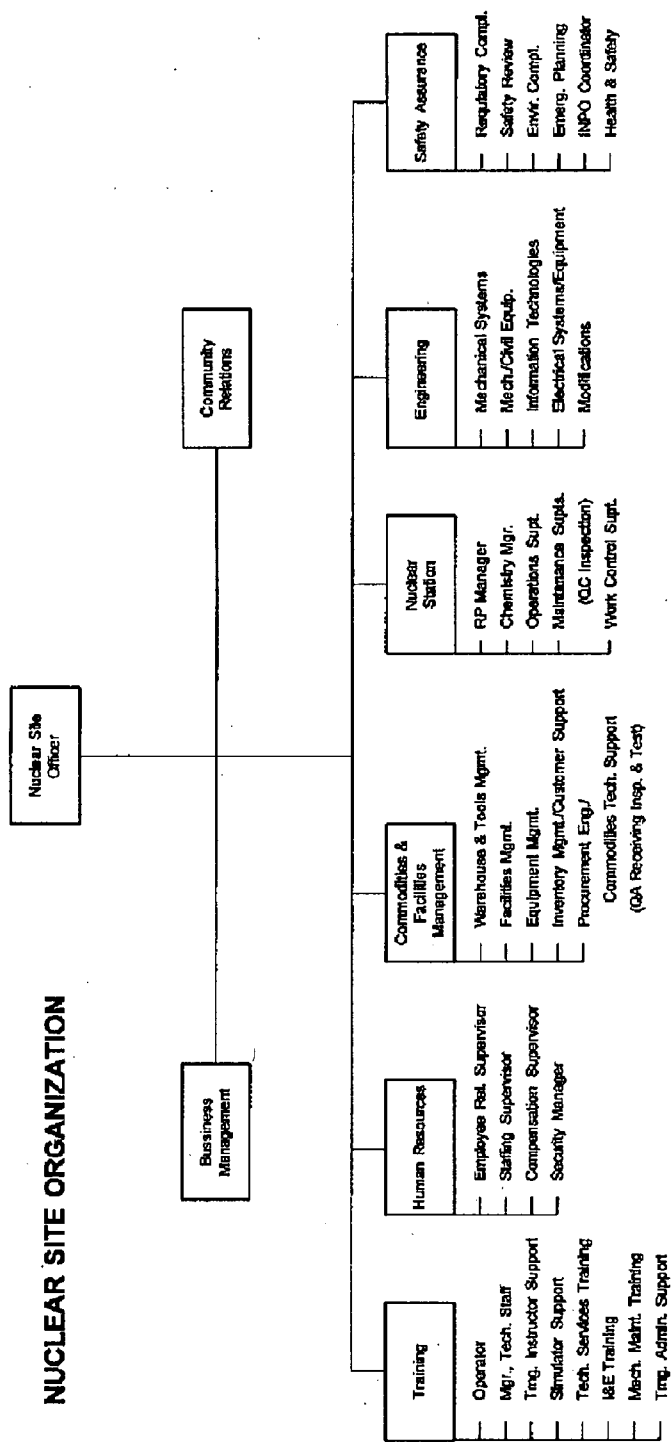 NUCLEAR SITE ORGANIZATION
Nuclear Site
Officer
Bussiness
Management
Community
Relations
Training
Operator
Mgr., Tech. Staff
Trng. Instructor Support
Simulator Support
Tech. Services Training
I&E Training
Mech. Maint. Training
Trng. Admin. Support
Human Resources
Employee Rel. Supervisor
Staffing Supervisor
Compensation Supervisor
Security Manager
Commodities &
Facilities
Management
Warehouse & Tools Mgmt.
Facilities Mgmt.
Equipment Mgmt.
Inventory Mgmt./Customer Support
Procurement Eng./
Commodities Tech. Support
(QA Receiving Insp. & Test)
Nuclear
Station
RP Manager
Chemistry Mgr.
Operations Supt.
Maintenance Supts.
(QC Inspection)
Work Control Supt.
Engineering
Mechanical Systems
Mech./Civil Equip.
Information Technologies
Electrical Systems/Equipment
Modifications
Safety Assurance
Regulatory Compl.
Safety Review
Envir. Compl.
Emerg. Planning
INPO Coordinator
Health & Safety